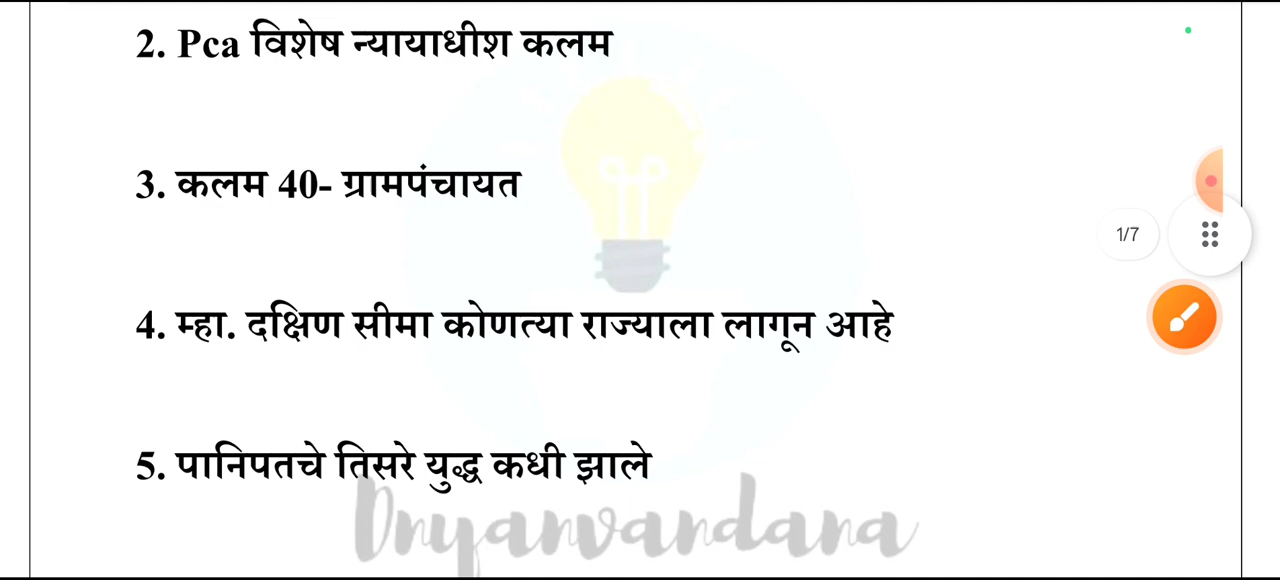 2. Pca विशेष न्यायाधीश कलम
3. कलम 40- ग्रामपंचायत
1/7
4. म्हा. दक्षिण सीमा कोणत्या राज्याला लागून आहे
5. पानिपतचे तिसरे युद्ध कधी झाले
Dnyanvandana